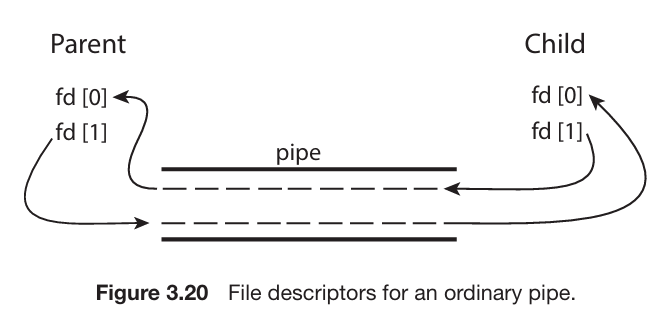 Parent
Child
fd [0]
fd [0]
fd [1]
fd [1]
pipe
Figure 3.20 File descriptors for an ordinary pipe.